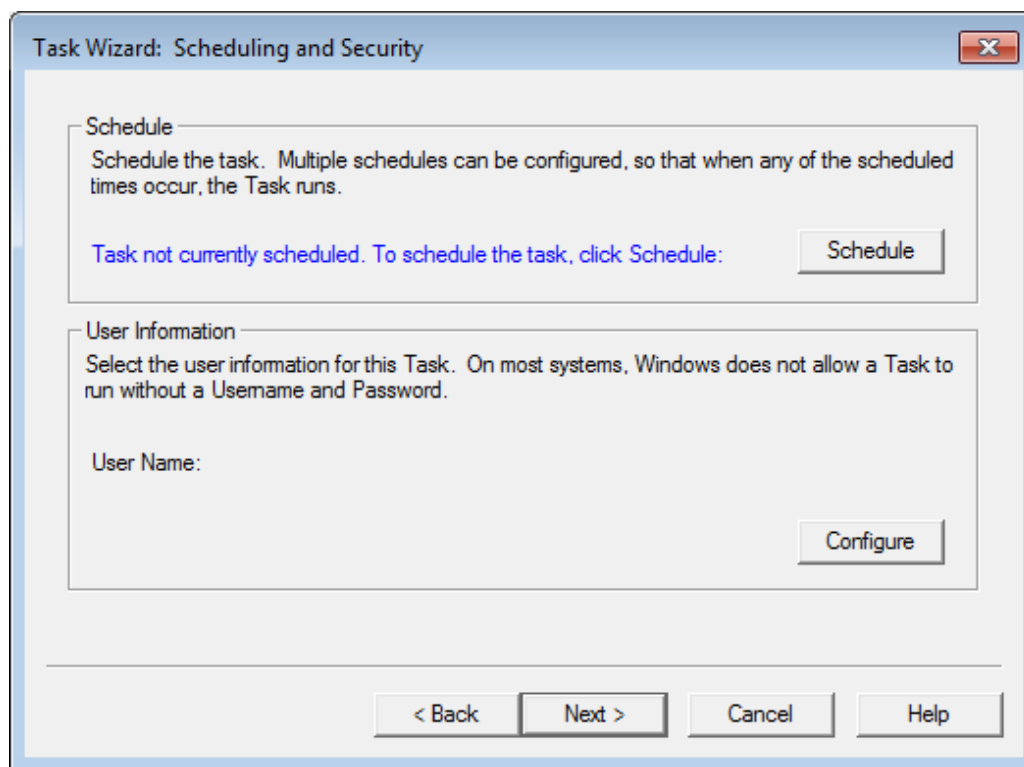 Task Wizard:  Scheduling and Security
Schedule
Schedule the task.  Multiple schedules can be configured, so that when any of the scheduled
times occur, the Task runs.
Task not currently scheduled. To schedule the task, click Schedule:
Schedule
User Information
Select the user information for this Task.  On most systems, Windows does not allow a Task to
run without a Username and Password.
User Name:
Configure
< Back
Next >
Cancel
Help